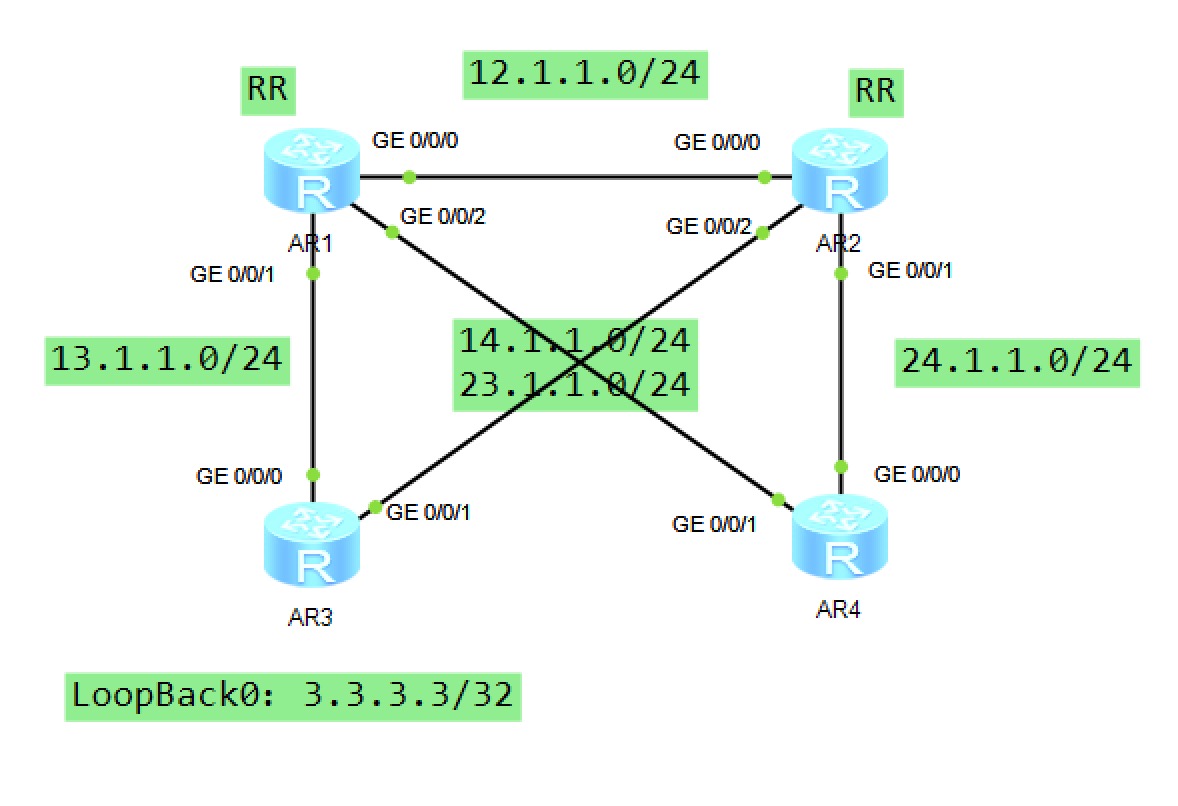 12.1.1.0/24
RR
RR
GE 0/0/0
GE 0/0/0
R
R
GE 0/0/2
GE 0/0/2
AR1
AR2
GE 0/0/1
GE 0/0/1
14.1.1.0/24
23.1.1.0/24
13.1.1.0/24
24.1.1.0/24
GE 0/0/0
GE 0/0/0
GE 0/0/1
GE 0/0/1
R
R
AR3
AR4
LoopBack0: 3.3.3.3/32